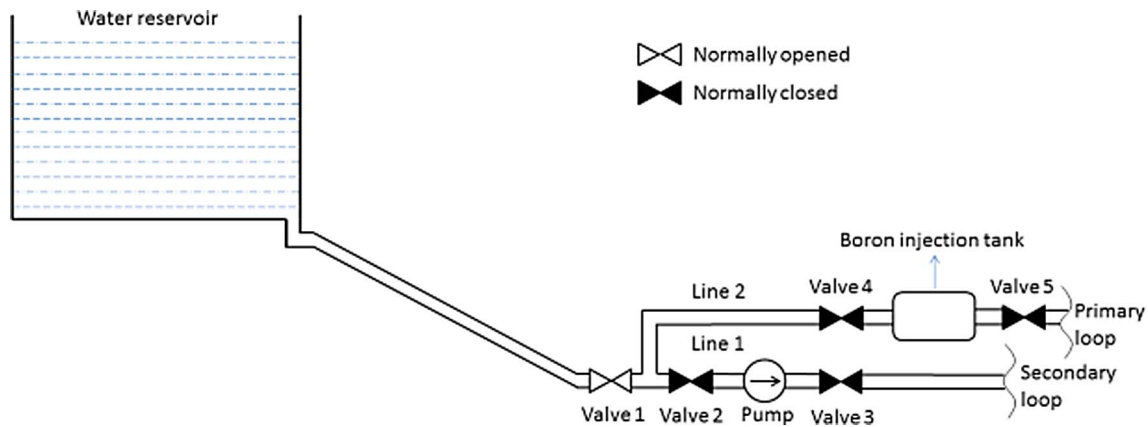 Water reservoir
Normally opened
Normally closed
Boron injection tank
Line 2
Valve 4
Valve 5
Primary
loop
Line 1
Secondary
loop
Valve 1
Valve 2
Pump
Valve 3